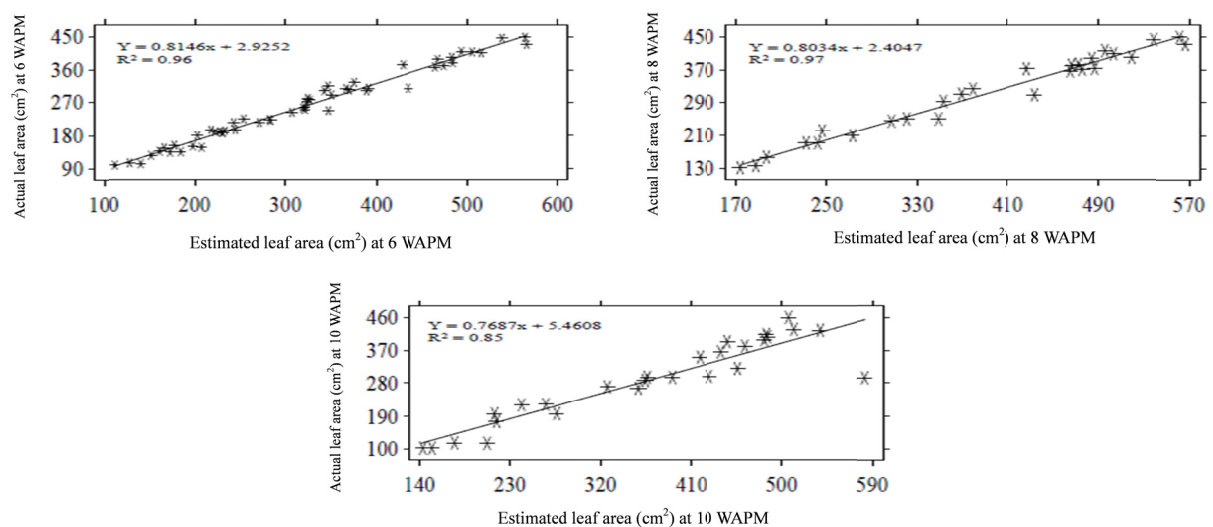 Actual leaf area (cm²) at 6 WAPM
450
360
270
180
90
Y = 0.8146x + 2.9252
R² = 0.96
100 200 300 400 500 600
Estimated leaf area (cm²) at 6 WAPM
Actual leaf area (cm²) at 8 WAPM
450
370
290
210
130
Y = 0.8034x + 2.4047
R² = 0.97
170 250 330 410 490 570
Estimated leaf area (cm²) at 8 WAPM
Actual leaf area (cm²) at 10 WAPM
460
370
280
190
100
Y = 0.7687x + 5.4608
R² = 0.85
140 230 320 410 500 590
Estimated leaf area (cm²) at 10 WAPM